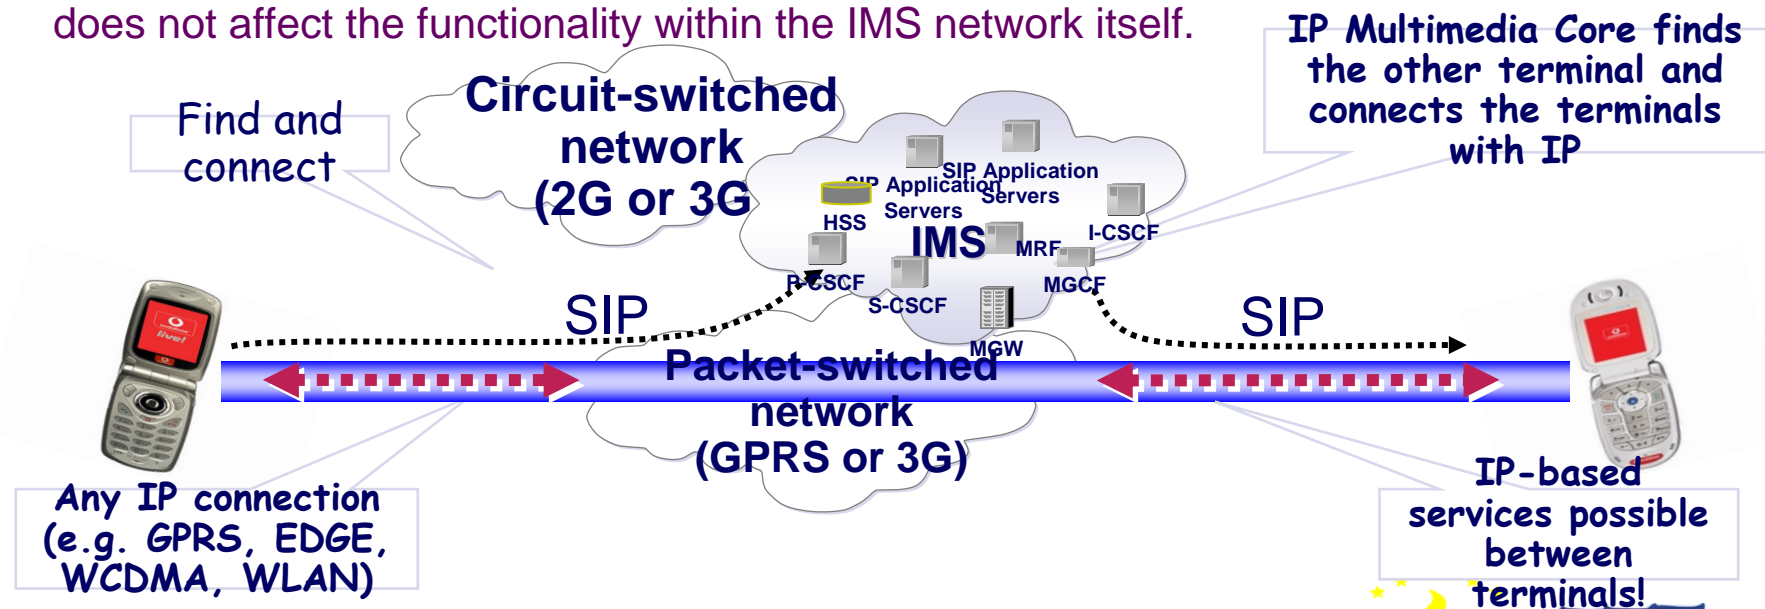 does not affect the functionality within the IMS network itself.
IP Multimedia Core finds
the other terminal and
connects the terminals
with IP
Find and
connect
Circuit-switched
network
(2G or 3G
SIP Application
Servers
SIP Application
Servers
HSS
IMS
MRF
I-CSCF
P-CSCF
S-CSCF
MGCF
MGW
SIP
SIP
live!
Packet-switched
network
(GPRS or 3G)
Any IP connection
(e.g. GPRS, EDGE,
WCDMA, WLAN)
IP-based
services possible
between
terminals!